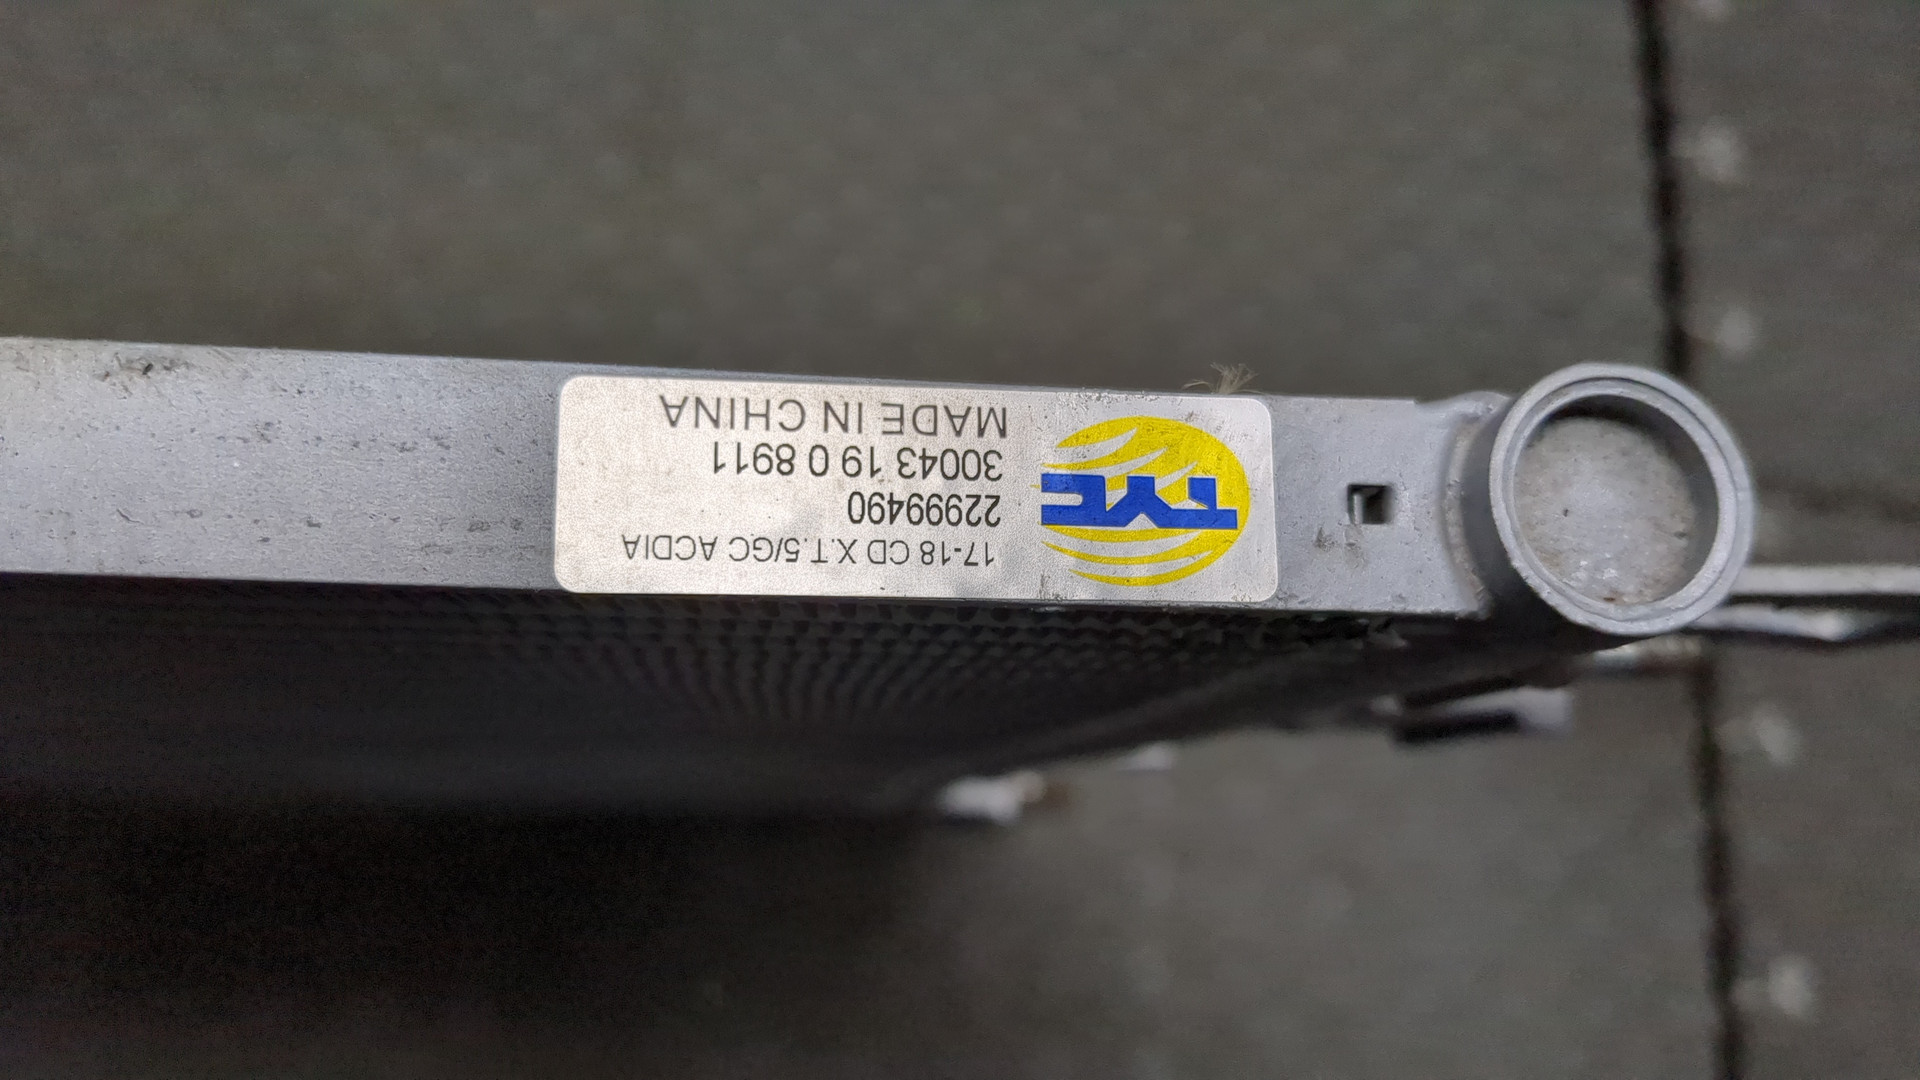 TYC
17-18 CD X.T.5/GC ACDIA
22999490
30043 19 0 8911
MADE IN CHINA